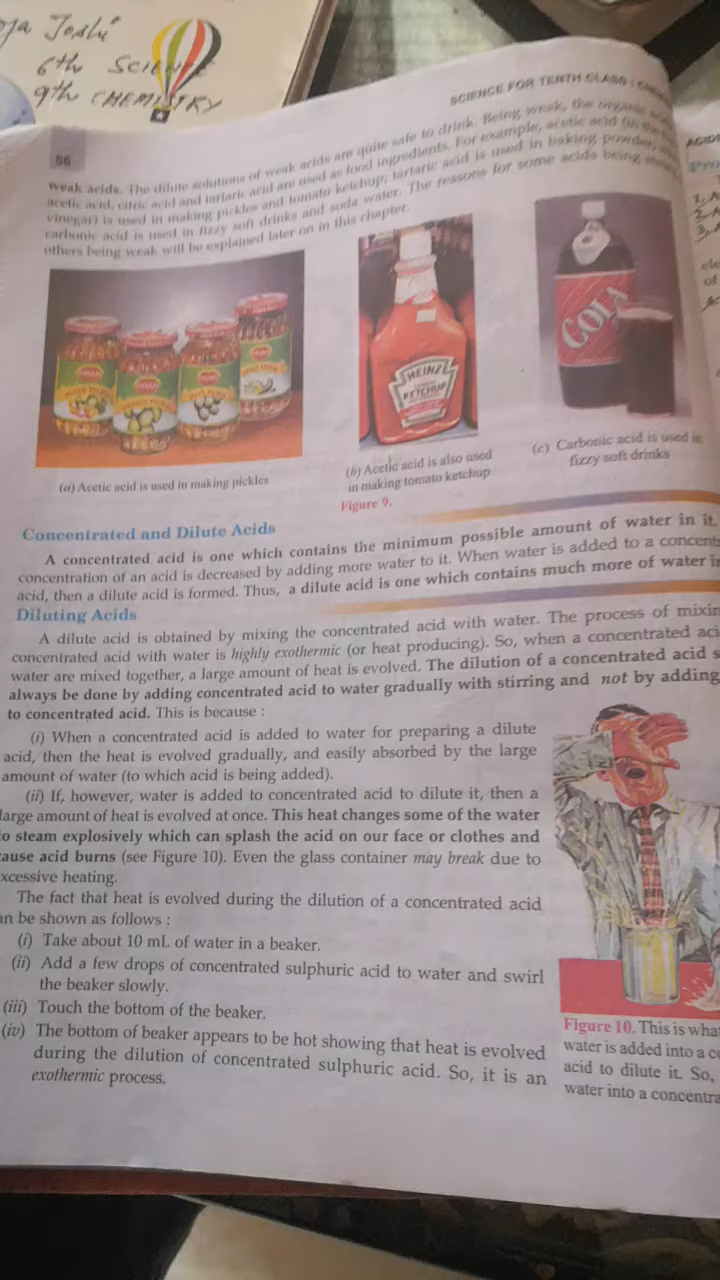 Joshi
6th SCIENCE
9th CHEMISTRY
SCIENCE FOR TENTH CLASS :
56
weak acids. The dilute solutions of weak acids are quite safe to drink. Being weak, the organic
acetic acid, citric acid and tartaric acid are used as food ingredients. For example, acetic acid
vinegar) is used in making pickles and tomato ketchup; tartaric acid is used in baking powder,
carbonic acid is used in fizzy soft drinks and soda water. The reasons for some acids being
others being weak will be explained later on in this chapter.
HEINZ
KETCHUP
COLA
(a) Acetic acid is used in making pickles
(b) Acetic acid is also used
in making tomato ketchup
(c) Carbonic acid is used in
fizzy soft drinks
Figure 9.
Concentrated and Dilute Acids
A concentrated acid is one which contains the minimum possible amount of water in it.
concentration of an acid is decreased by adding more water to it. When water is added to a concent
acid, then a dilute acid is formed. Thus, a dilute acid is one which contains much more of water i
Diluting Acids
A dilute acid is obtained by mixing the concentrated acid with water. The process of mixin
concentrated acid with water is highly exothermic (or heat producing). So, when a concentrated aci
water are mixed together, a large amount of heat is evolved. The dilution of a concentrated acid s
always be done by adding concentrated acid to water gradually with stirring and not by adding
to concentrated acid. This is because :
(i) When a concentrated acid is added to water for preparing a dilute
acid, then the heat is evolved gradually, and easily absorbed by the large
amount of water (to which acid is being added).
(ii) If, however, water is added to concentrated acid to dilute it, then a
large amount of heat is evolved at once. This heat changes some of the water
to steam explosively which can splash the acid on our face or clothes and
cause acid burns (see Figure 10). Even the glass container may break due to
xcessive heating.
The fact that heat is evolved during the dilution of a concentrated acid
an be shown as follows :
(i) Take about 10 mL of water in a beaker.
(ii) Add a few drops of concentrated sulphuric acid to water and swirl
the beaker slowly.
(iii) Touch the bottom of the beaker.
(iv) The bottom of beaker appears to be hot showing that heat is evolved
during the dilution of concentrated sulphuric acid. So, it is an
exothermic process.
Figure 10. This is wha
water is added into a co
acid to dilute it. So,
water into a concentra